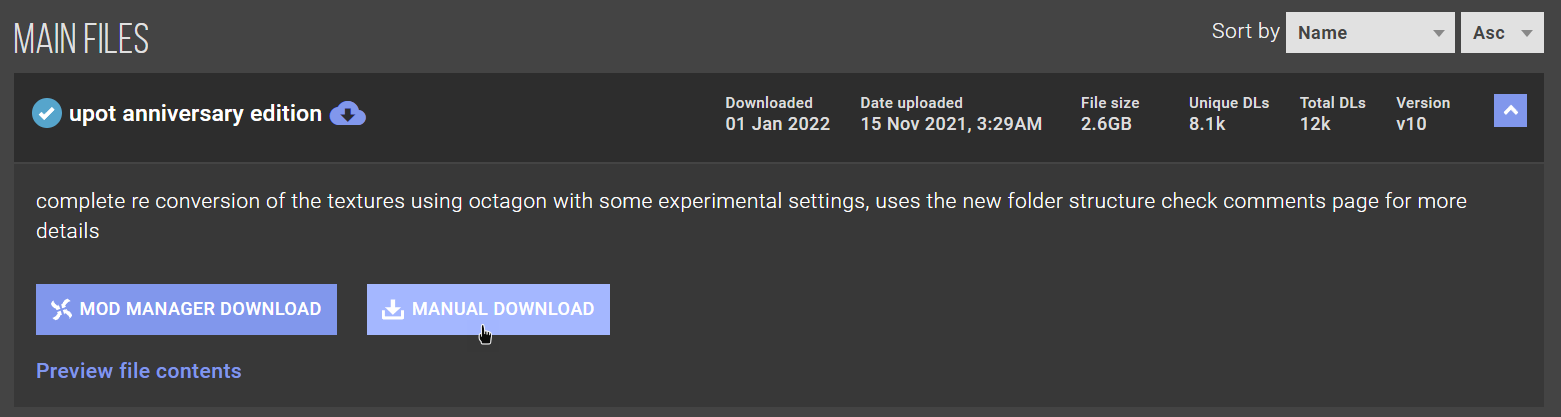 MAIN FILES
Sort by Name Asc
upot anniversary edition
Downloaded Date uploaded File size Unique DLs Total DLs Version
01 Jan 2022 15 Nov 2021, 3:29AM 2.6GB 8.1k 12k v10
complete re conversion of the textures using octagon with some experimental settings, uses the new folder structure check comments page for more
details
MOD MANAGER DOWNLOAD MANUAL DOWNLOAD
Preview file contents